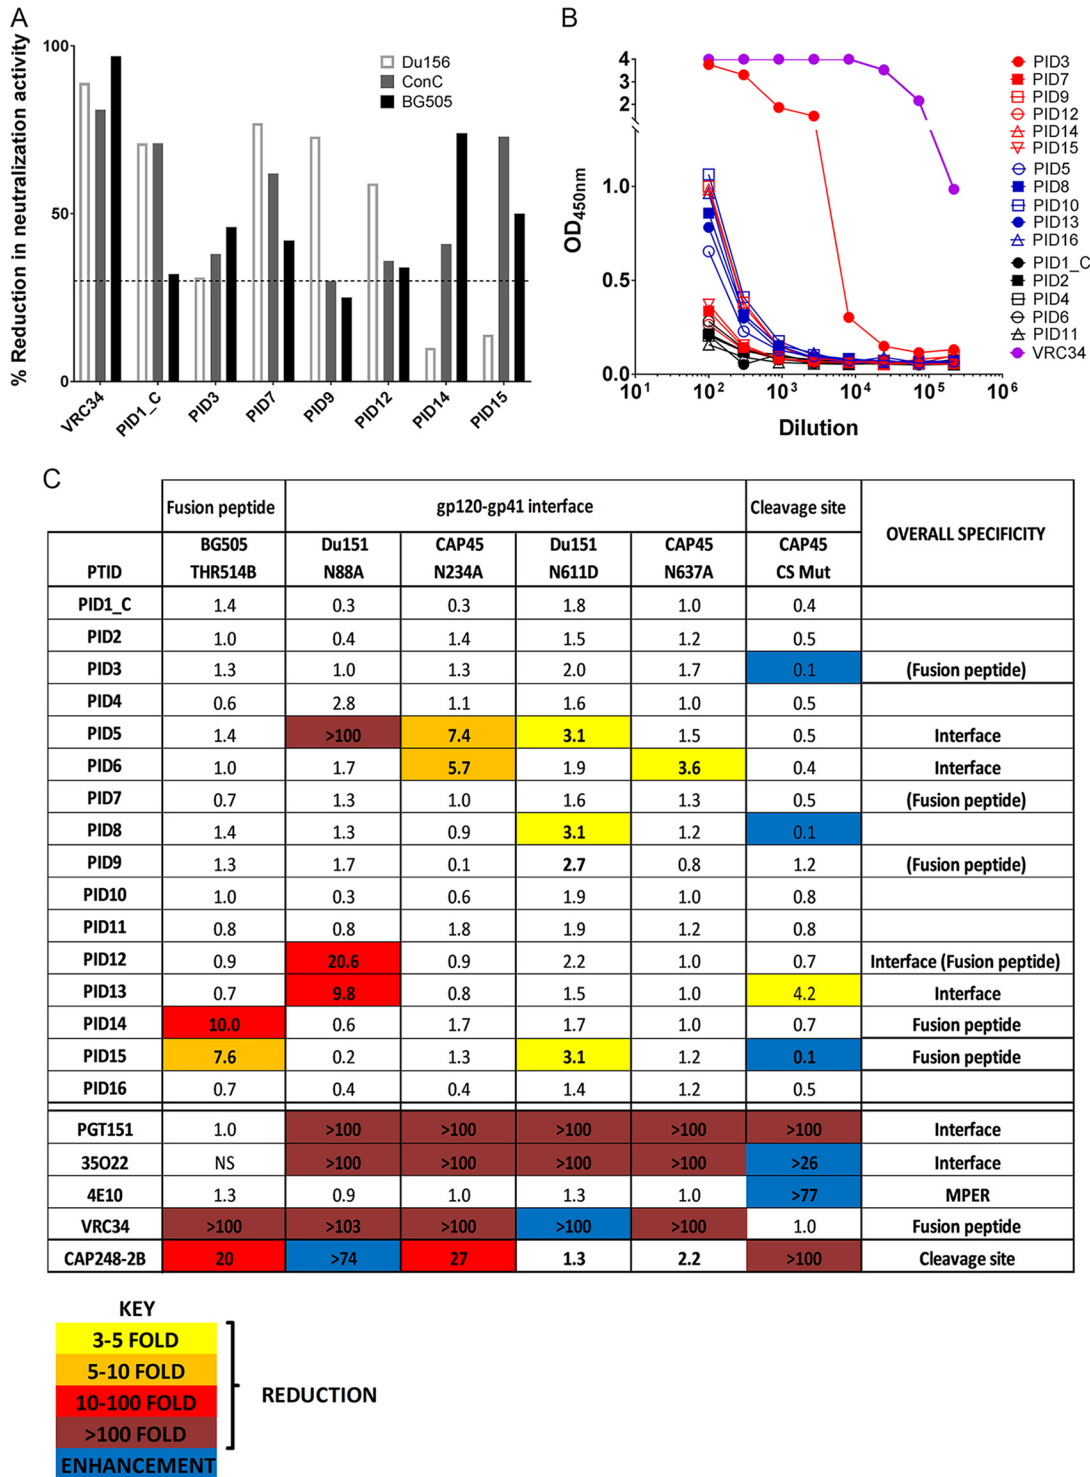 A
% Reduction in neutralization activity
100
50
0
Du156
ConC
BG505
VRC34
PID1_C
PID3
PID7
PID9
PID12
PID14
PID15
B
OD450nm
4
3
2
1.0
0.5
0.0
10^1 10^2 10^3 10^4 10^5 10^6
Dilution
PID3
PID7
PID9
PID12
PID14
PID15
PID5
PID8
PID10
PID13
PID16
PID1_C
PID2
PID4
PID6
PID11
VRC34
C
Fusion peptide gp120-gp41 interface Cleavage site OVERALL SPECIFICITY
BG505 Du151 CAP45 Du151 CAP45 CAP45
PTID THR514B N88A N234A N611D N637A CS Mut
PID1_C 1.4 0.3 0.3 1.8 1.0 0.4
PID2 1.0 0.4 1.4 1.5 1.2 0.5
PID3 1.3 1.0 1.3 2.0 1.7 0.1 (Fusion peptide)
PID4 0.6 2.8 1.1 1.6 1.0 0.5
PID5 1.4 >100 7.4 3.1 1.5 0.5 Interface
PID6 1.0 1.7 5.7 1.9 3.6 0.4 Interface
PID7 0.7 1.3 1.0 1.6 1.3 0.5 (Fusion peptide)
PID8 1.4 1.3 0.9 3.1 1.2 0.1
PID9 1.3 1.7 0.1 2.7 0.8 1.2 (Fusion peptide)
PID10 1.0 0.3 0.6 1.9 1.0 0.8
PID11 0.8 0.8 1.8 1.9 1.2 0.8
PID12 0.9 20.6 0.9 2.2 1.0 0.7 Interface (Fusion peptide)
PID13 0.7 9.8 0.8 1.5 1.0 4.2 Interface
PID14 10.0 0.6 1.7 1.7 1.0 0.7 Fusion peptide
PID15 7.6 0.2 1.3 3.1 1.2 0.1 Fusion peptide
PID16 0.7 0.4 0.4 1.4 1.2 0.5
PGT151 1.0 >100 >100 >100 >100 >100 Interface
35O22 NS >100 >100 >100 >100 >26 Interface
4E10 1.3 0.9 1.0 1.3 1.0 >77 MPER
VRC34 >100 >103 >100 >100 >100 1.0 Fusion peptide
CAP248-2B 20 >74 27 1.3 2.2 >100 Cleavage site
KEY
3-5 FOLD
5-10 FOLD
10-100 FOLD
>100 FOLD
REDUCTION
ENHANCEMENT